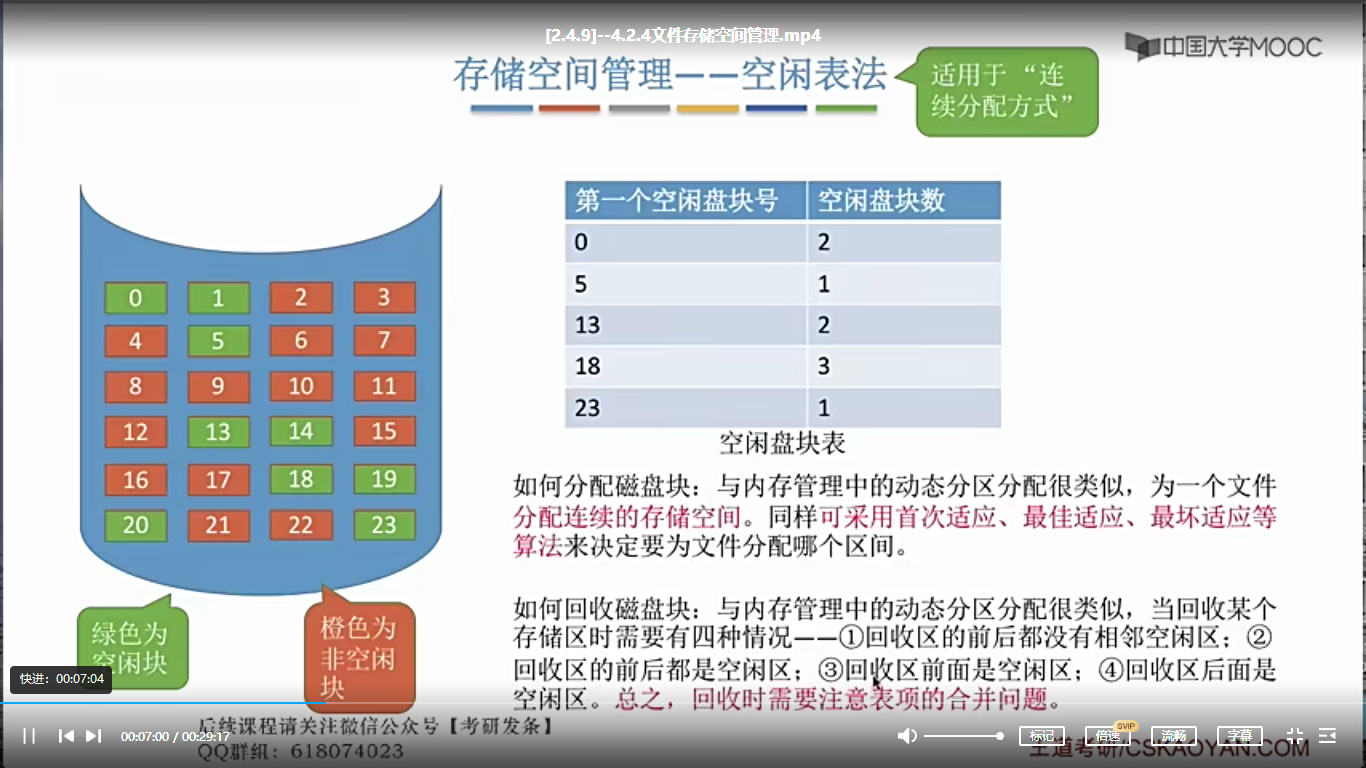 [2.4.9]--4.2.4文件存储空间管理.mp4
中国大学MOOC
存储空间管理——空闲表法
适用于“连
续分配方式”
第一个空闲盘块号 空闲盘块数
0 2
5 1
13 2
18 3
23 1
空闲盘块表
0 1 2 3
4 5 6 7
8 9 10 11
12 13 14 15
16 17 18 19
20 21 22 23
如何分配磁盘块：与内存管理中的动态分区分配很类似，为一个文件
分配连续的存储空间。同样可采用首次适应、最佳适应、最坏适应等
算法来决定要为文件分配哪个区间。
如何回收磁盘块：与内存管理中的动态分区分配很类似，当回收某个
存储区时需要有四种情况——①回收区的前后都没有相邻空闲区；②
回收区的前后都是空闲区；③回收区前面是空闲区；④回收区后面是
空闲区。总之，回收时需要注意表项的合并问题。
绿色为
空闲块
橙色为
非空闲
块
快进：00:07:04
后续课程请关注微信公众号【考研发条】
QQ群组：618074023
00:07:00 / 00:29:17
标记 倍速 SVIP 流畅 字幕
王道考研/CSKAOYAN.COM